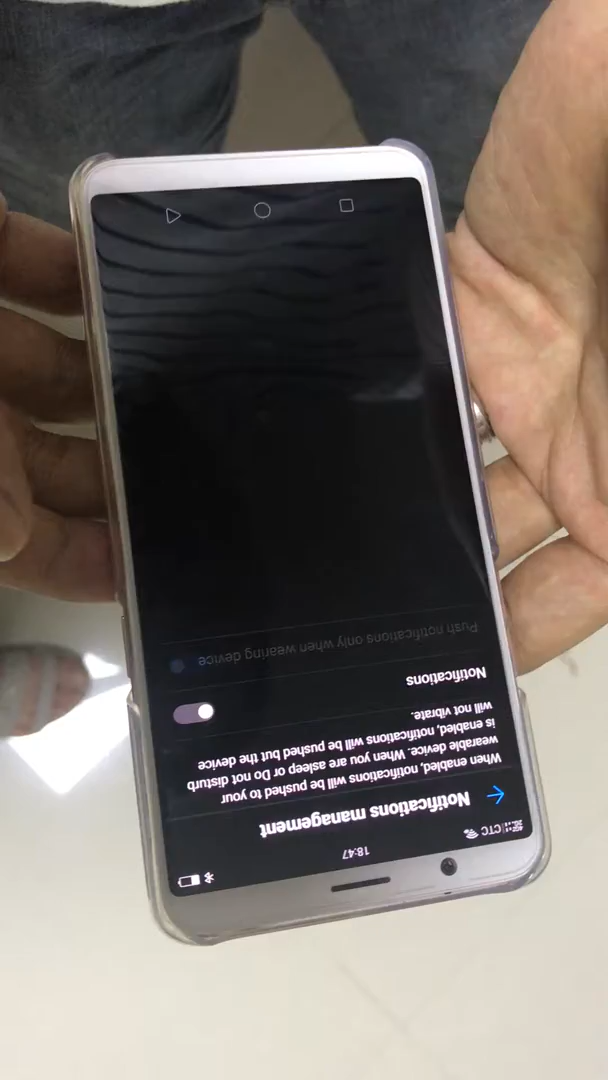 CTC
18:47
Notifications management
When enabled, notifications will be pushed to your
wearable device. When you are asleep or Do not disturb
is enabled, notifications will be pushed but the device
will not vibrate.
Notifications
Push notifications only when wearing device